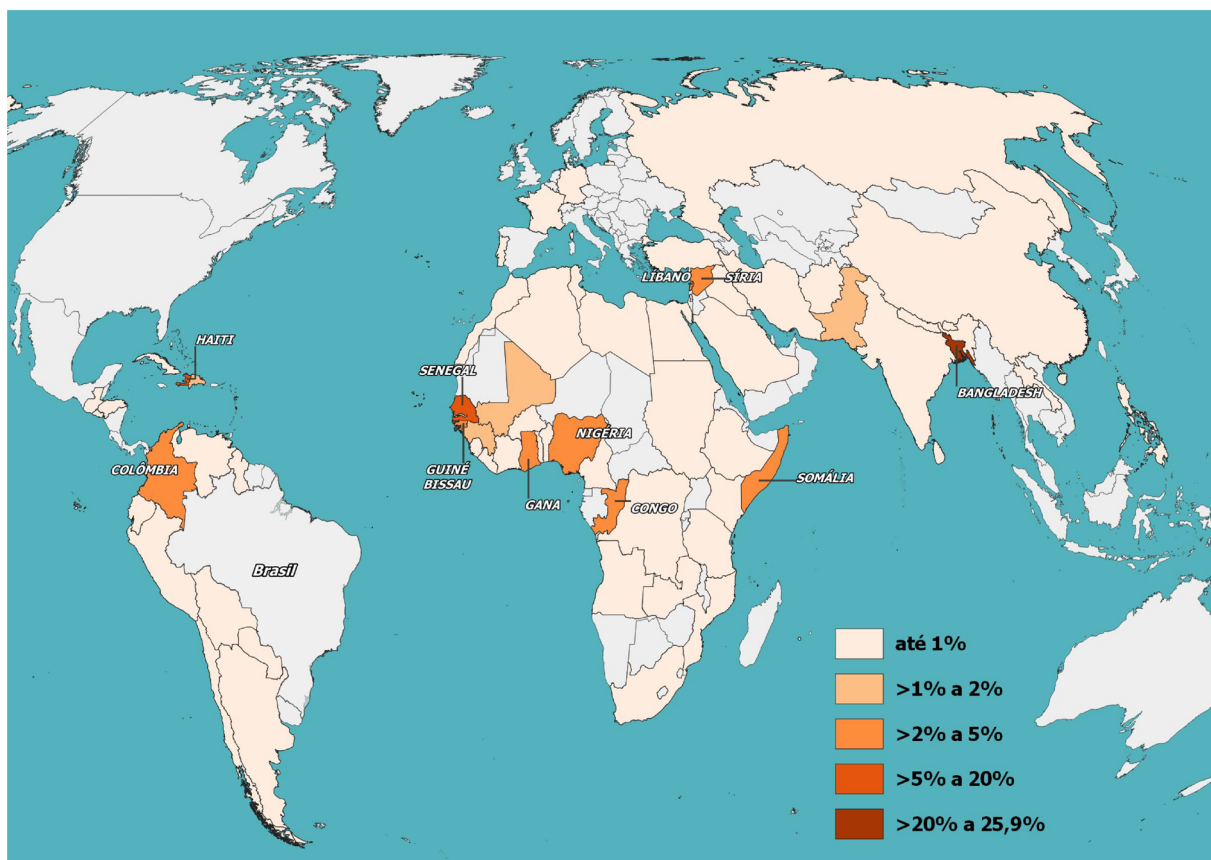 LÍBANO
SÍRIA
HAITI
SENEGAL
BANGLADESH
COLÔMBIA
NIGÉRIA
GUINÉ
BISSAU
SOMÁLIA
GANA
CONGO
Brasil
até 1%
>1% a 2%
>2% a 5%
>5% a 20%
>20% a 25,9%